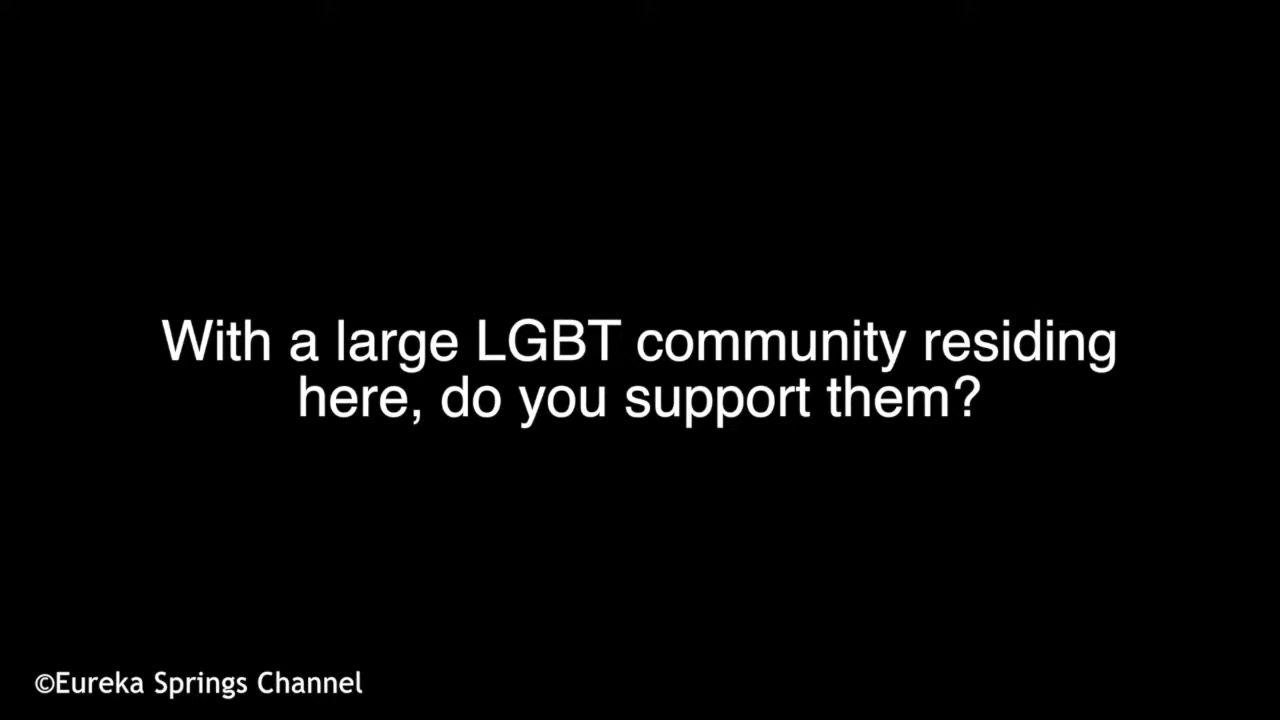 With a large LGBT community residing
here, do you support them?
©Eureka Springs Channel